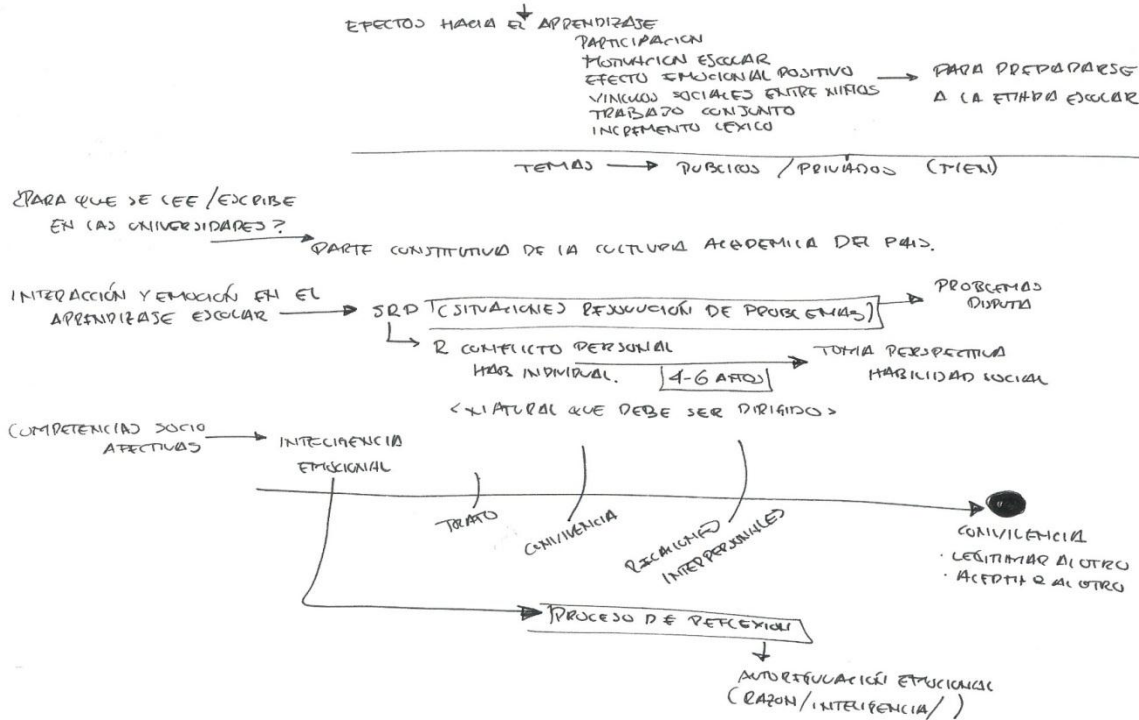 EFECTOS HACIA EL APRENDIZAJE
PARTICIPACION
MOTIVACION ESCOLAR
EFECTO EMOCIONAL POSITIVO
VINCULOS SOCIALES ENTRE NIÑOS
TRABAJO CONJUNTO
INCREMENTO LEXICO
PARA PREPARARSE
A LA ETAPA ESCOLAR
TEMAS PUBLICOS / PRIVADOS
¿PARA QUE SE LEE / ESCRIBE
EN LAS UNIVERSIDADES?
PARTE CONSTITUTIVA DE LA CULTURA ACADEMICA DEL PAIS.
INTERACCIÓN Y EMOCIÓN EN EL
APRENDIZAJE ESCOLAR
SRP (SITUACIONES RESOLUCIÓN DE PROBLEMAS)
PROBLEMAS
DISPUTA
R CONFLICTO PERSONAL
HAB INDIVIDUAL. 4-6 AÑOS
TOMA PERSPECTIVA
HABILIDAD SOCIAL
<NATURAL QUE DEBE SER DIRIGIDO>
COMPETENCIAS SOCIO
AFECTIVAS
INTELIGENCIA
EMOCIONAL
TRATO
CONVIVENCIA
RELACIONES
INTERPERSONALES
CONVIVENCIA
· LEGITIMAR AL OTRO
· ACEPTAR AL OTRO
PROCESO DE REFLEXION
AUTOREGULACIÓN EMOCIONAL
(RAZON/INTELIGENCIA/ )